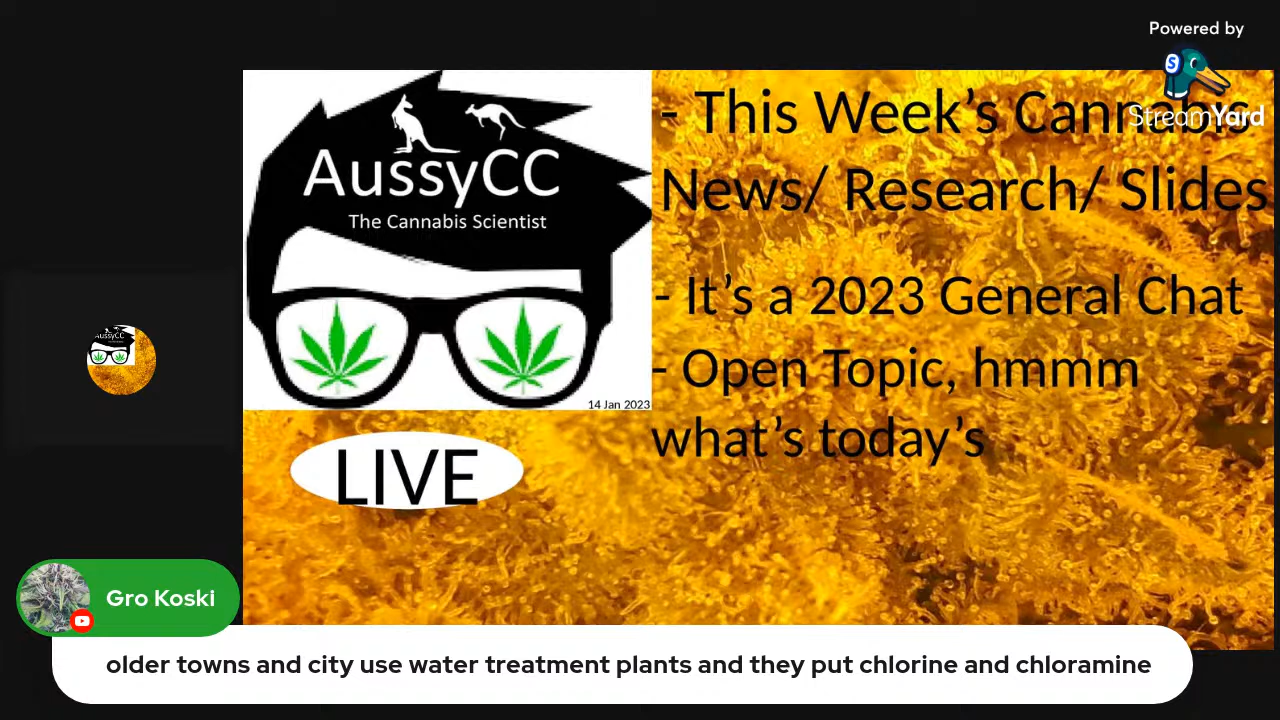 Powered by
StreamYard
AussyCC
The Cannabis Scientist
14 Jan 2023
- This Week's Cannabis
News/ Research/ Slides
- It's a 2023 General Chat
- Open Topic, hmmm
what's today's
LIVE
Gro Koski
older towns and city use water treatment plants and they put chlorine and chloramine